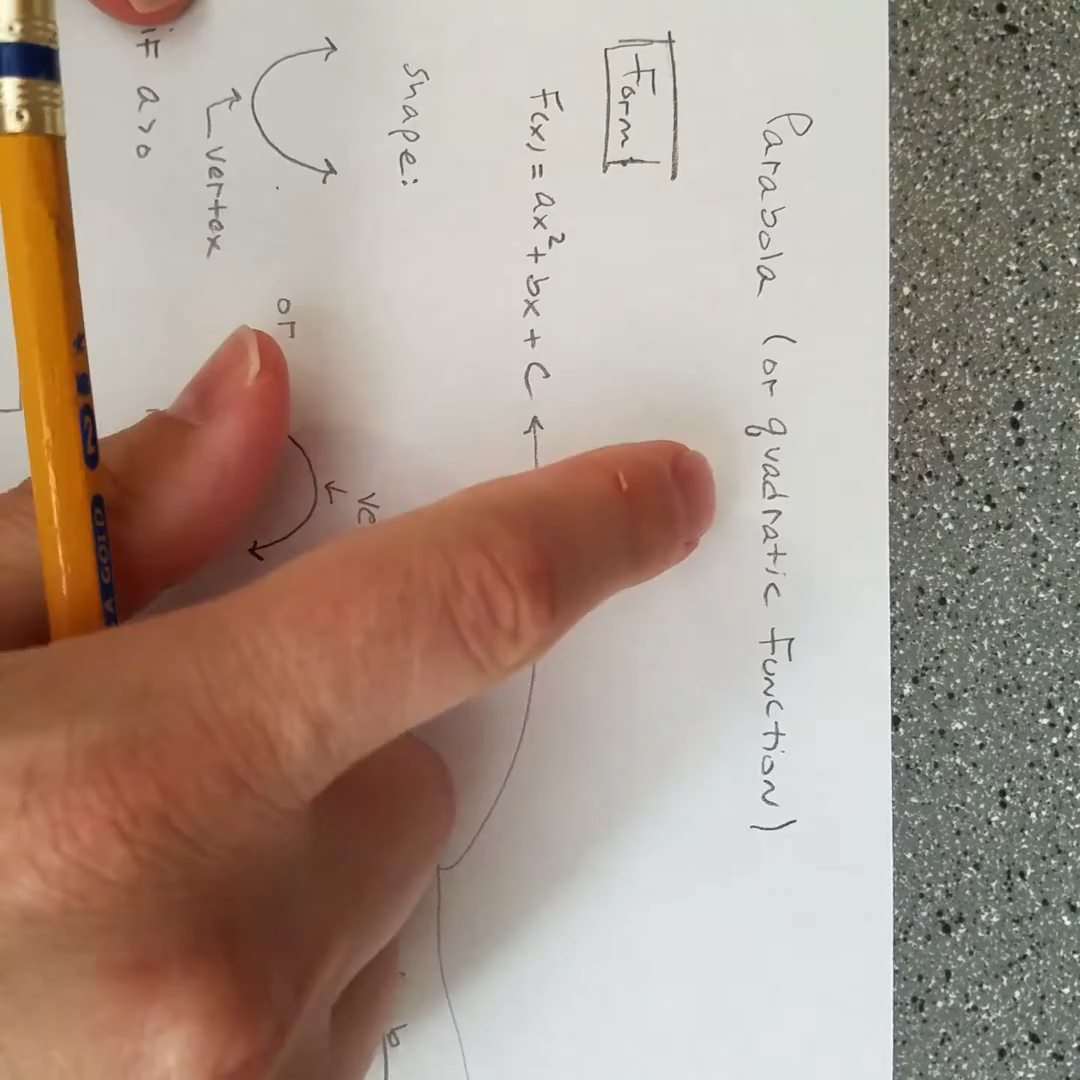 Parabola (or quadratic function)
Form
F(x) = ax² + bx + c
Shape:
vertex
or
if a>0
b